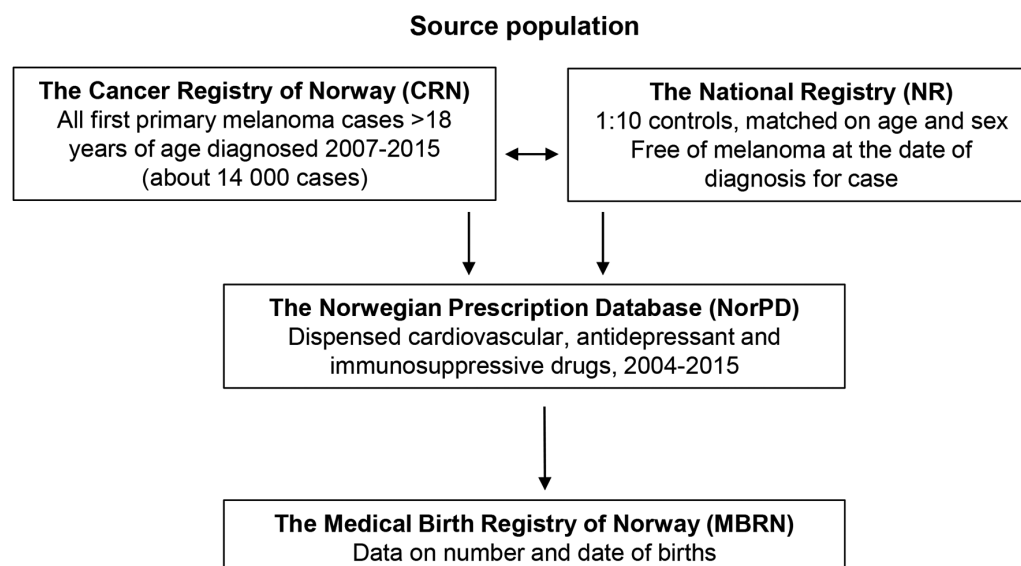 Source population
The Cancer Registry of Norway (CRN)
All first primary melanoma cases >18
years of age diagnosed 2007-2015
(about 14 000 cases)
The National Registry (NR)
1:10 controls, matched on age and sex
Free of melanoma at the date of
diagnosis for case
The Norwegian Prescription Database (NorPD)
Dispensed cardiovascular, antidepressant and
immunosuppressive drugs, 2004-2015
The Medical Birth Registry of Norway (MBRN)
Data on number and date of births